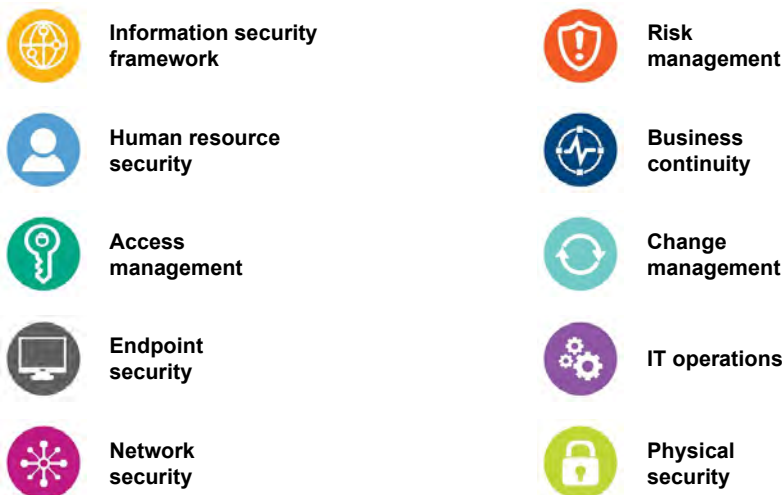 Information security
framework
Risk
management
Human resource
security
Business
continuity
Access
management
Change
management
Endpoint
security
IT operations
Network
security
Physical
security